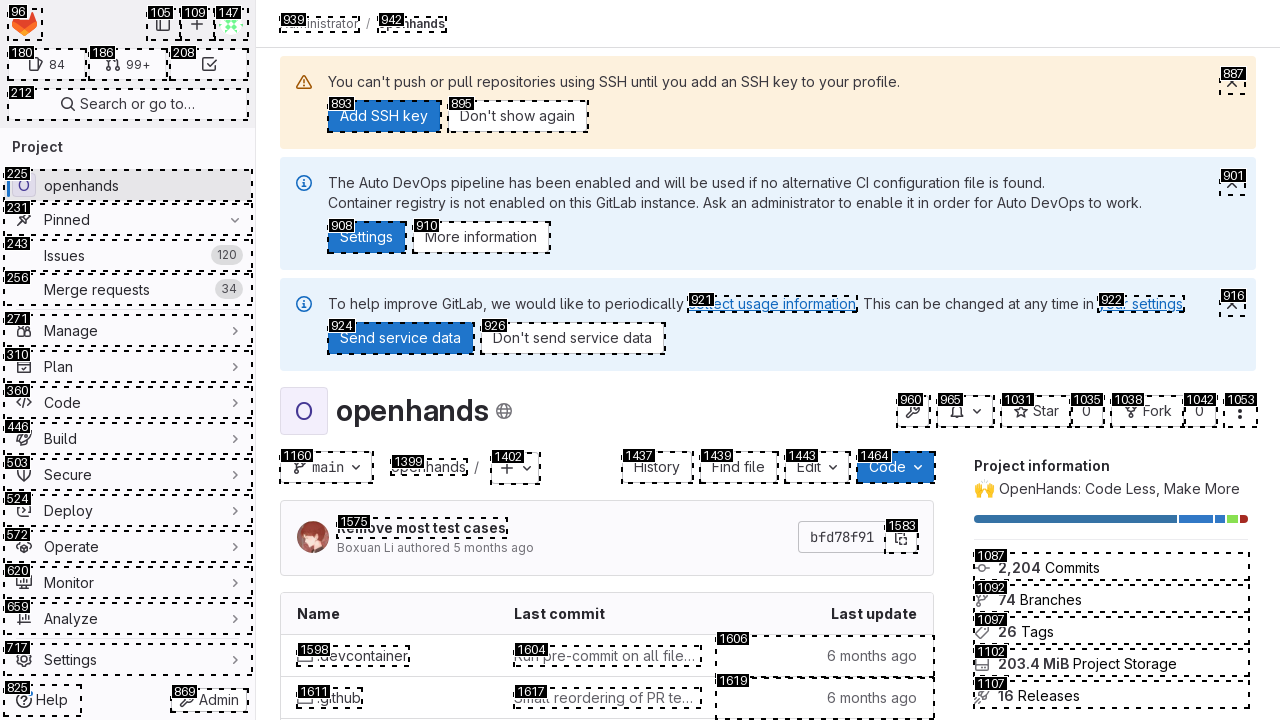 96
105
109
147
180
84
186
99+
208
212
Search or go to…
Project
225
O
openhands
231
Pinned
243
Issues
120
256
Merge requests
34
271
Manage
310
Plan
360
Code
446
Build
503
Secure
524
Deploy
572
Operate
620
Monitor
659
Analyze
717
Settings
825
Help
869
Admin
939
942
/
openhands
You can't push or pull repositories using SSH until you add an SSH key to your profile.
887
893
Add SSH key
895
Don't show again
The Auto DevOps pipeline has been enabled and will be used if no alternative CI configuration file is found.
901
Container registry is not enabled on this GitLab instance. Ask an administrator to enable it in order for Auto DevOps to work.
908
Settings
910
More information
To help improve GitLab, we would like to periodically collect usage information. This can be changed at any time in your settings.
921
922
916
924
Send service data
926
Don't send service data
O
openhands
960
965
1031
Star
1035
0
1038
Fork
1042
0
1053
1160
main
1399
openhands
/
1402
1437
History
1439
Find file
1443
Edit
1464
Code
1575
Remove most test cases
Boxuan Li authored 5 months ago
bfd78f91
1583
Name
Last commit
Last update
1598
.devcontainer
1604
Run pre-commit on all file…
1606
6 months ago
1611
.github
1617
Small reordering of PR te…
1619
6 months ago
Project information
🙌 OpenHands: Code Less, Make More
1087
2,204 Commits
1092
74 Branches
1097
26 Tags
1102
203.4 MiB Project Storage
1107
16 Releases